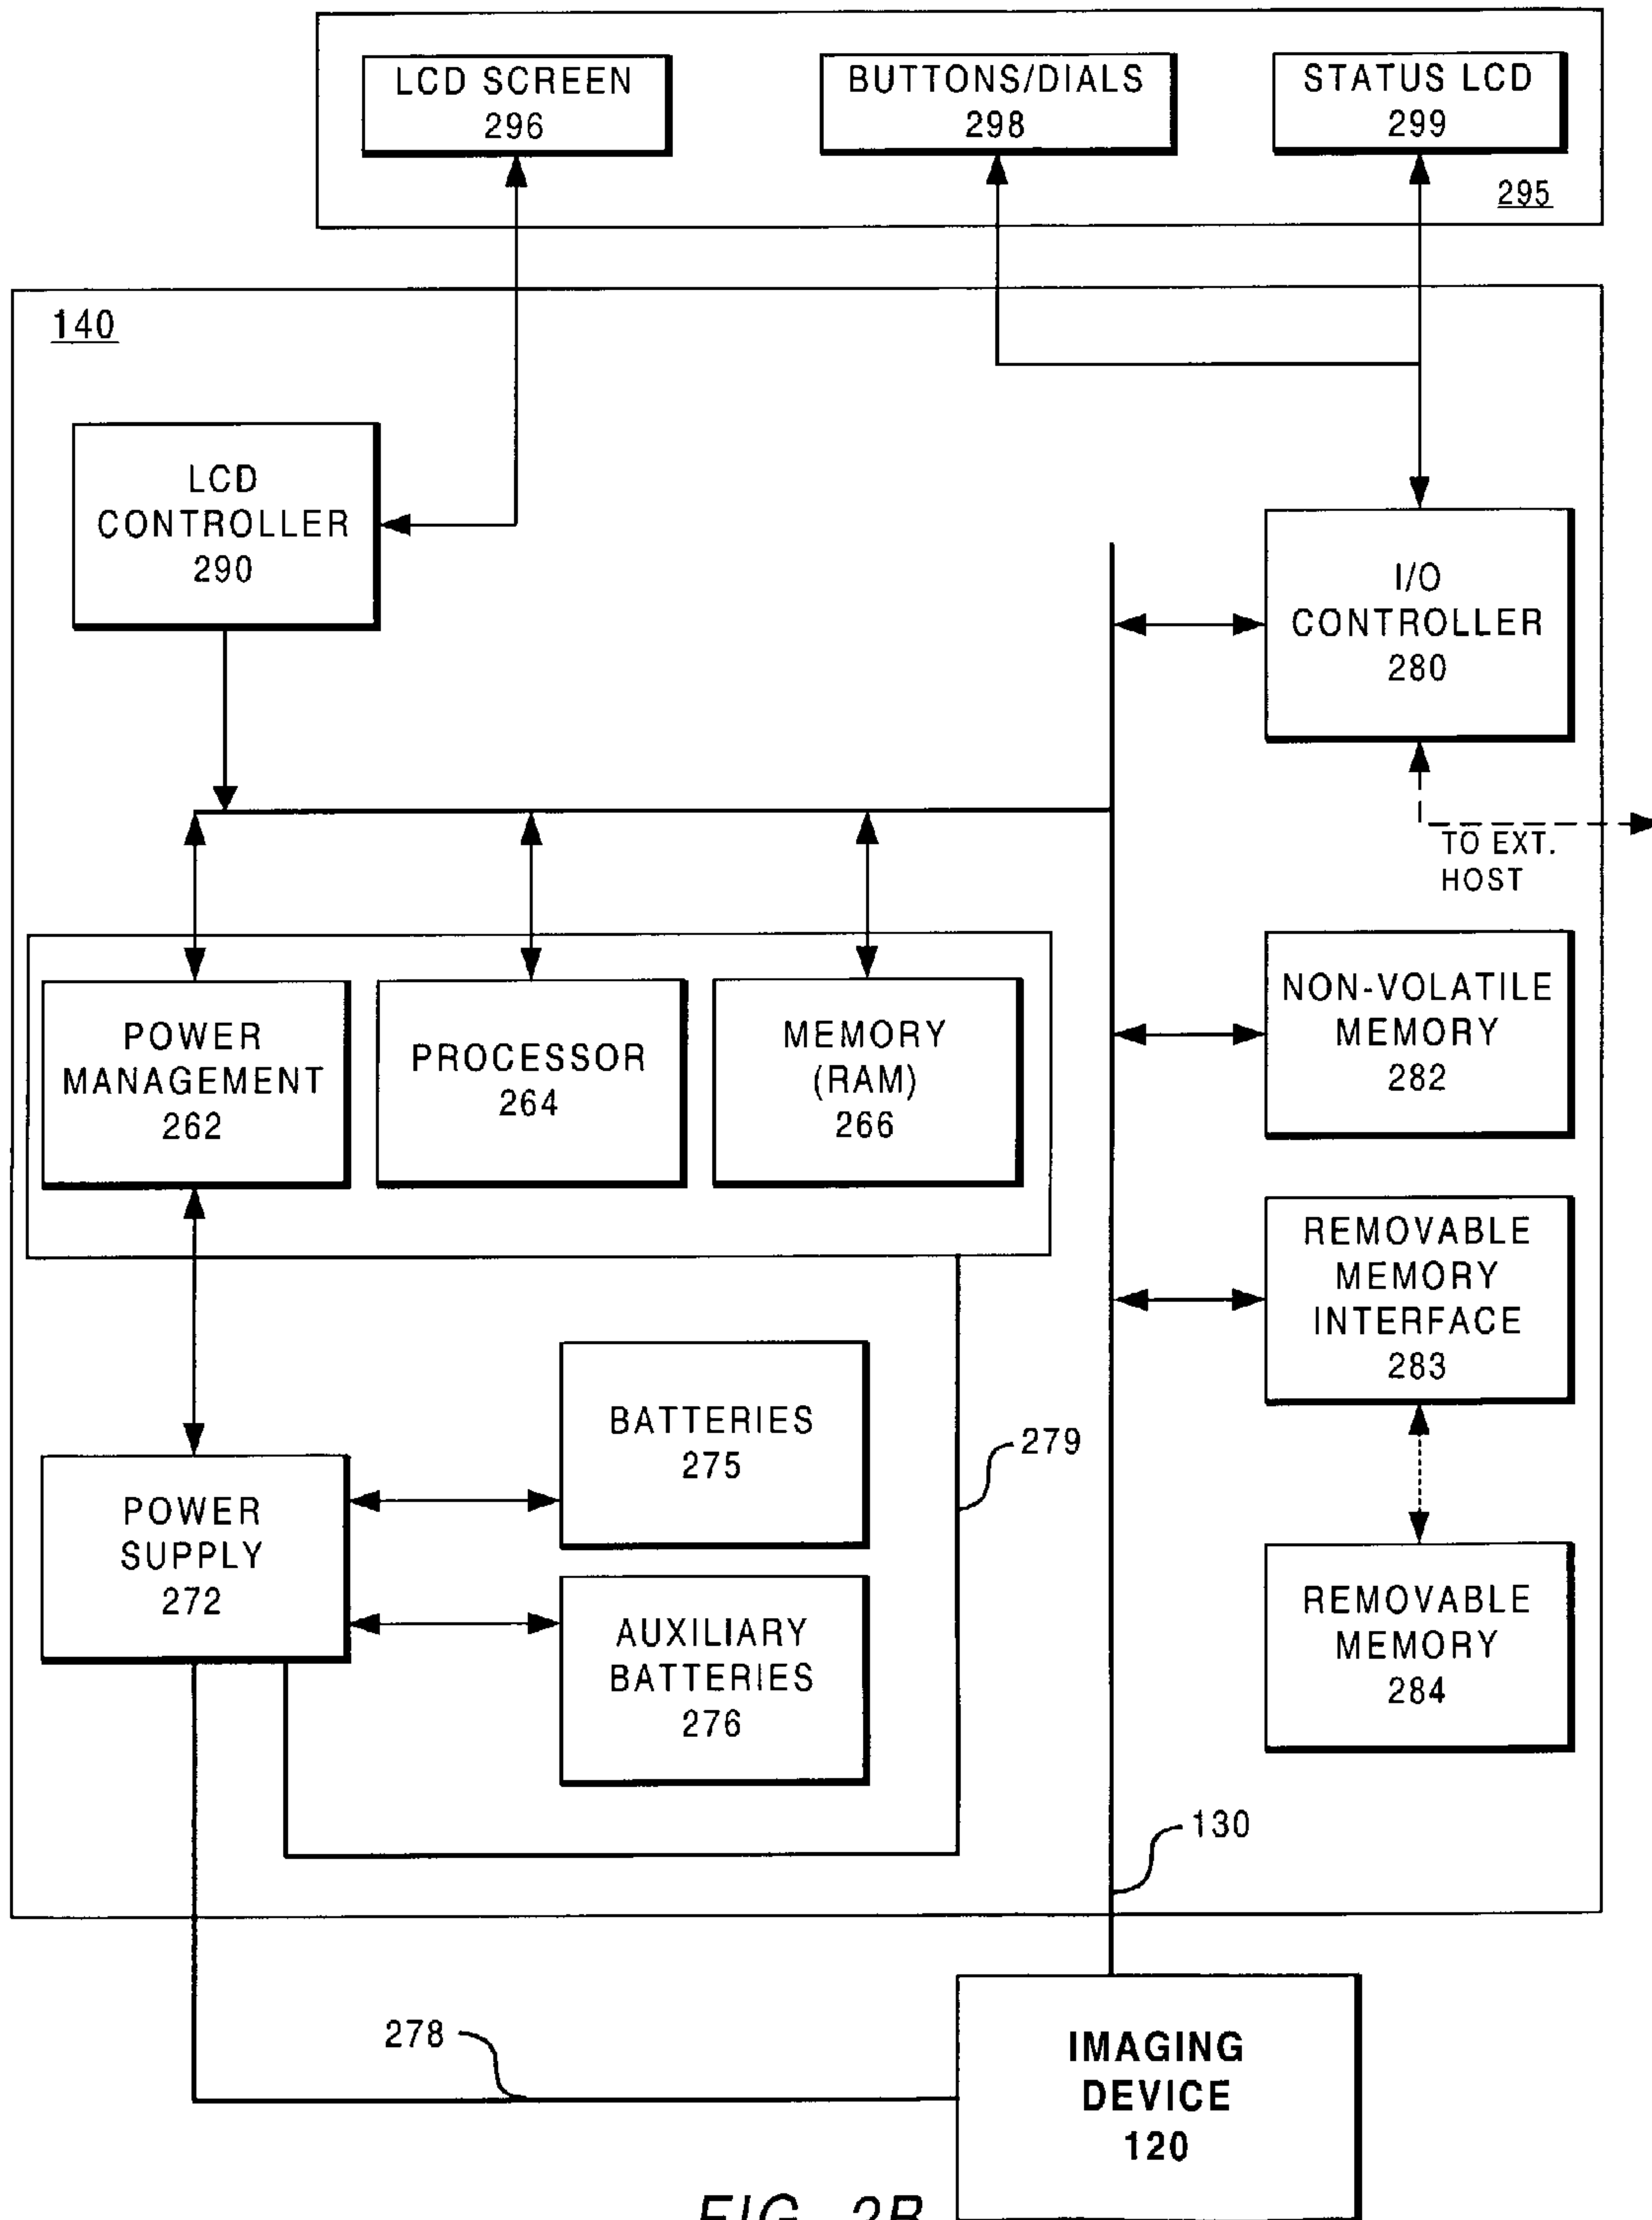 LCD SCREEN
296
BUTTONS/DIALS
298
STATUS LCD
299
295
140
LCD
CONTROLLER
290
I/O
CONTROLLER
280
TO EXT.
HOST
POWER
MANAGEMENT
262
PROCESSOR
264
MEMORY
(RAM)
266
NON-VOLATILE
MEMORY
282
REMOVABLE
MEMORY
INTERFACE
283
BATTERIES
275
279
POWER
SUPPLY
272
AUXILIARY
BATTERIES
276
REMOVABLE
MEMORY
284
130
278
IMAGING
DEVICE
120
FIG. 2B